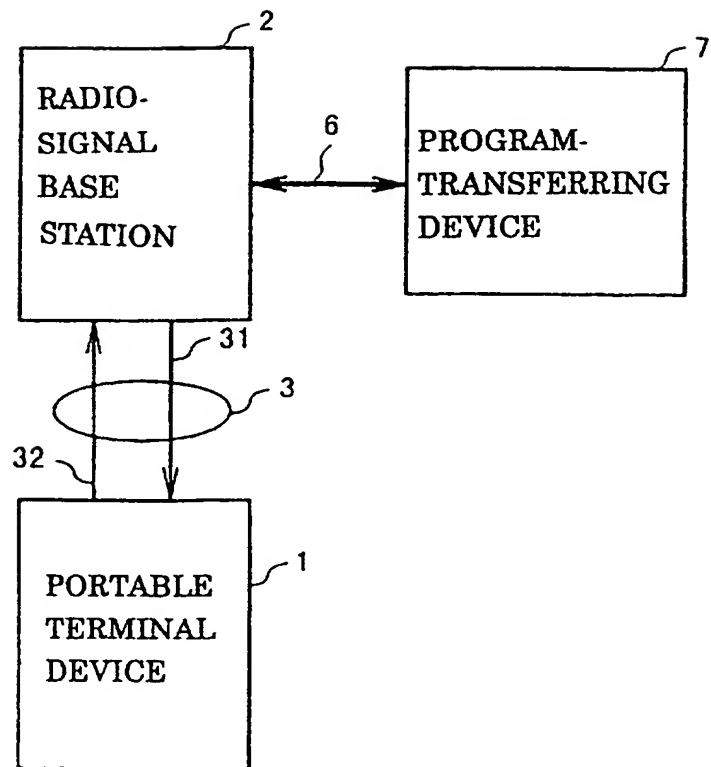 2
RADIO-
SIGNAL
BASE
STATION
6
7
PROGRAM-
TRANSFERRING
DEVICE
31
3
32
1
PORTABLE
TERMINAL
DEVICE